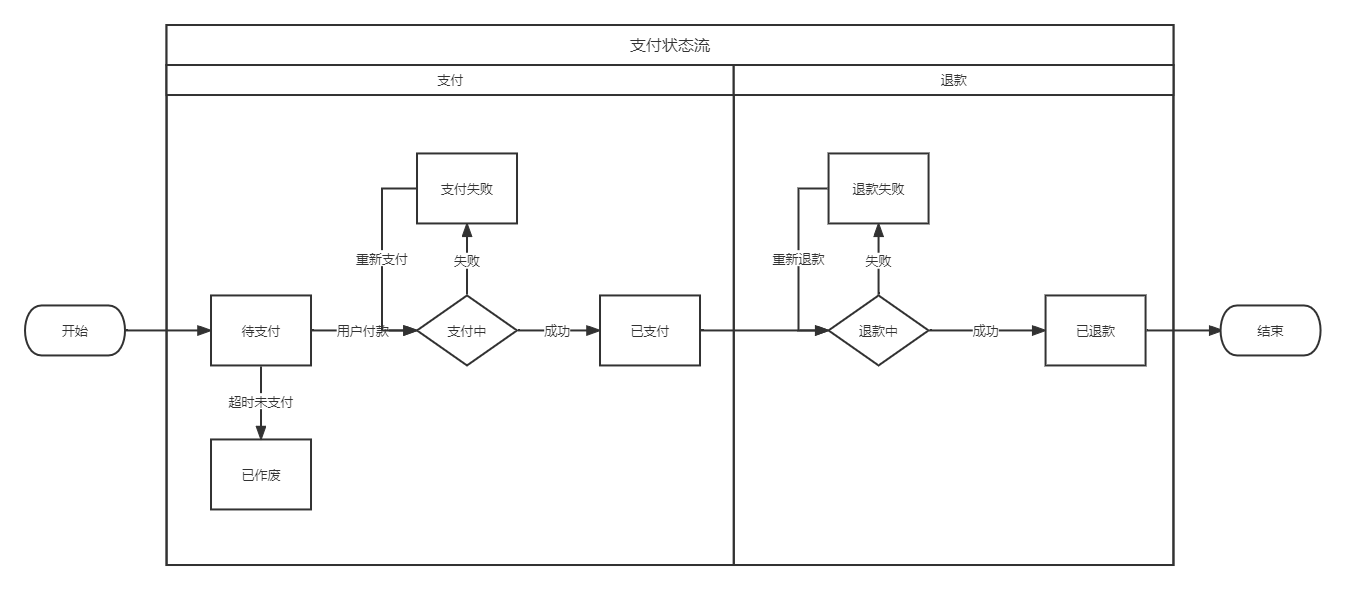 支付状态流
支付
退款
支付失败
退款失败
重新支付
失败
重新退款
失败
开始
待支付
用户付款
支付中
成功
已支付
退款中
成功
已退款
结束
超时未支付
已作废